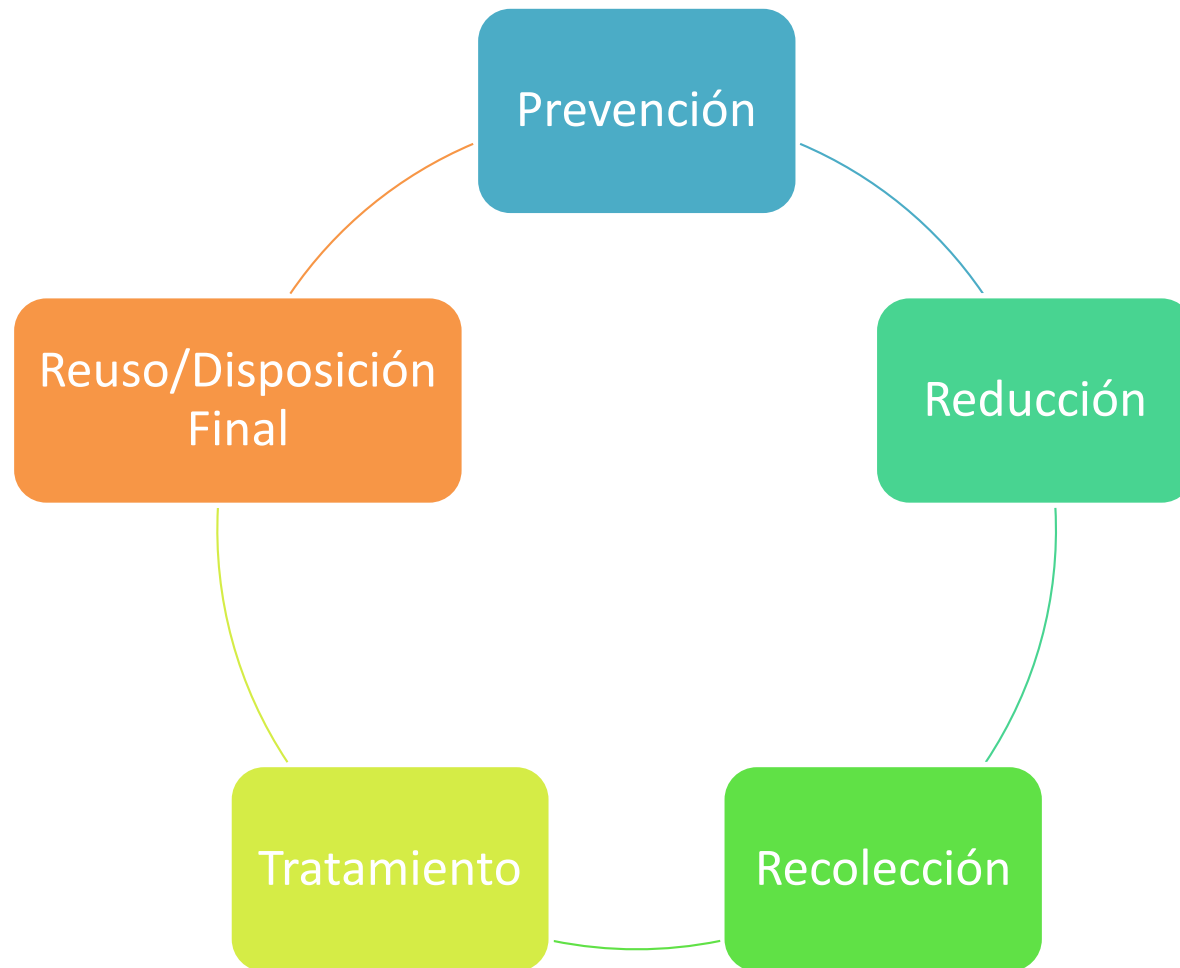 Prevención
Reducción
Recolección
Tratamiento
Reuso/Disposición
Final